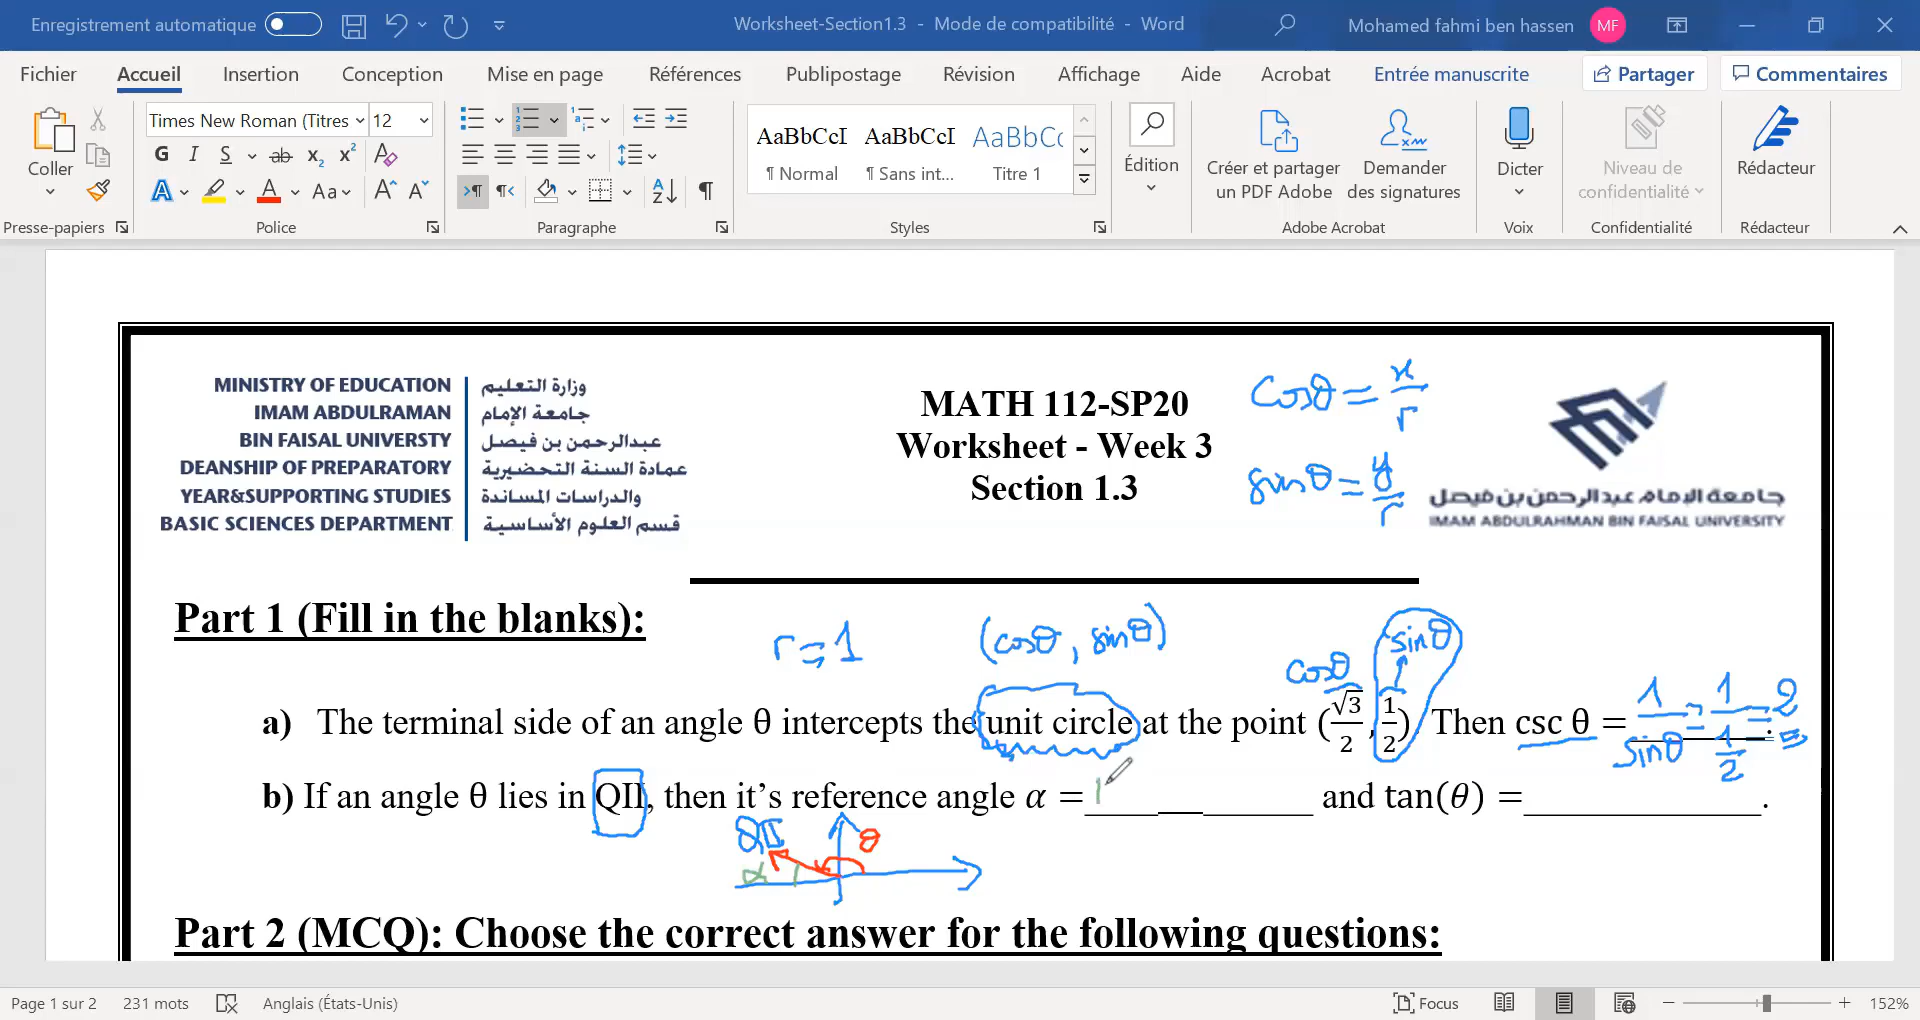 Enregistrement automatique
Worksheet-Section1.3 - Mode de compatibilité - Word
Mohamed fahmi ben hassen MF
Fichier Accueil Insertion Conception Mise en page Références Publipostage Révision Affichage Aide Acrobat Entrée manuscrite Partager Commentaires
Coller
Times New Roman (Titres 12
G I S ab x₂ x² A
A A Aa A A
AaBbCcI AaBbCcI AaBbCc
¶ Normal ¶ Sans int... Titre 1
Édition
Créer et partager un PDF Adobe
Demander des signatures
Dicter
Niveau de confidentialité
Rédacteur
Presse-papiers Police Paragraphe Styles Adobe Acrobat Voix Confidentialité Rédacteur
MINISTRY OF EDUCATION وزارة التعليم
IMAM ABDULRAMAN جامعة الإمام
BIN FAISAL UNIVERSTY عبدالرحمن بن فيصل
DEANSHIP OF PREPARATORY عمادة السنة التحضيرية
YEAR&SUPPORTING STUDIES والدراسات المساندة
BASIC SCIENCES DEPARTMENT قسم العلوم الأساسية
MATH 112-SP20
Worksheet - Week 3
Section 1.3
cosθ = x/r
sinθ = y/r
جامعة الإمام عبدالرحمن بن فيصل
IMAM ABDULRAHMAN BIN FAISAL UNIVERSITY
Part 1 (Fill in the blanks):
r = 1
(cosθ, sinθ)
cosθ sinθ
a) The terminal side of an angle θ intercepts the unit circle at the point (√3/2, 1/2). Then csc θ = 1/sinθ = 1/(1/2) = 2.
b) If an angle θ lies in QII, then it's reference angle α = ____________ and tan(θ) = ____________.
QII θ
α
Part 2 (MCQ): Choose the correct answer for the following questions:
Page 1 sur 2 231 mots Anglais (États-Unis) Focus 152%